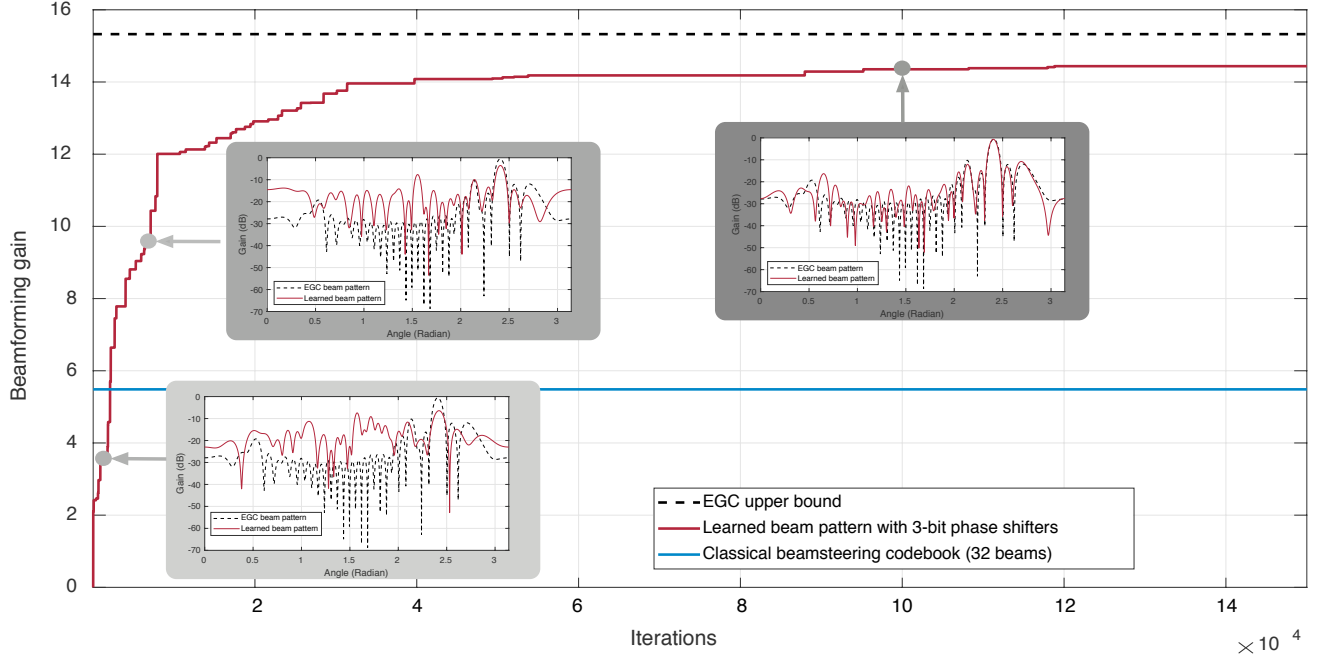 16
14
12
10
8
6
4
2
0
Beamforming gain
0
-10
-20
-30
-40
-50
-60
-70
Gain (dB)
EGC beam pattern
Learned beam pattern
0 0.5 1 1.5 2 2.5 3
Angle (Radian)
0
-10
-20
-30
-40
-50
-60
-70
Gain (dB)
EGC beam pattern
Learned beam pattern
0 0.5 1 1.5 2 2.5 3
Angle (Radian)
0
-10
-20
-30
-40
-50
-60
-70
Gain (dB)
EGC beam pattern
Learned beam pattern
0 0.5 1 1.5 2 2.5 3
Angle (Radian)
EGC upper bound
Learned beam pattern with 3-bit phase shifters
Classical beamsteering codebook (32 beams)
2 4 6 8 10 12 14
Iterations
×10 4